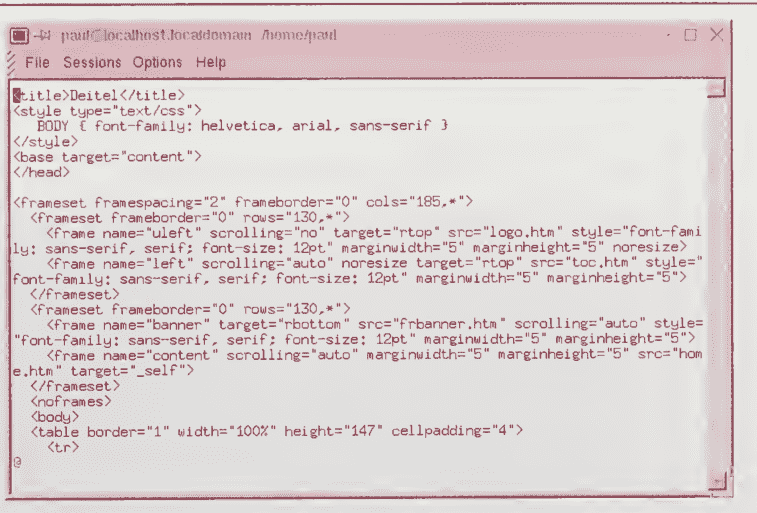 paul@localhost.localdomain /home/paul
File Sessions Options Help
<title>Deitel</title>
<style type="text/css">
BODY { font-family: helvetica, arial, sans-serif }
</style>
<base target="content">
</head>
<frameset framespacing="2" frameborder="0" cols="185,*">
<frameset frameborder="0" rows="130,*">
<frame name="uleft" scrolling="no" target="rtop" src="logo.htm" style="font-fami
ly: sans-serif, serif; font-size: 12pt" marginwidth="5" marginheight="5" noresize>
<frame name="left" scrolling="auto" noresize target="rtop" src="toc.htm" style="
font-family: sans-serif, serif; font-size: 12pt" marginwidth="5" marginheight="5">
</frameset>
<frameset frameborder="0" rows="130,*">
<frame name="banner" target="rbottom" src="frbanner.htm" scrolling="auto" style=
"font-family: sans-serif, serif; font-size: 12pt" marginwidth="5" marginheight="5">
<frame name="content" scrolling="auto" marginwidth="5" marginheight="5" src="hom
e.htm" target="_self">
</frameset>
<noframes>
<body>
<table border="1" width="100%" height="147" cellpadding="4">
<tr>
@